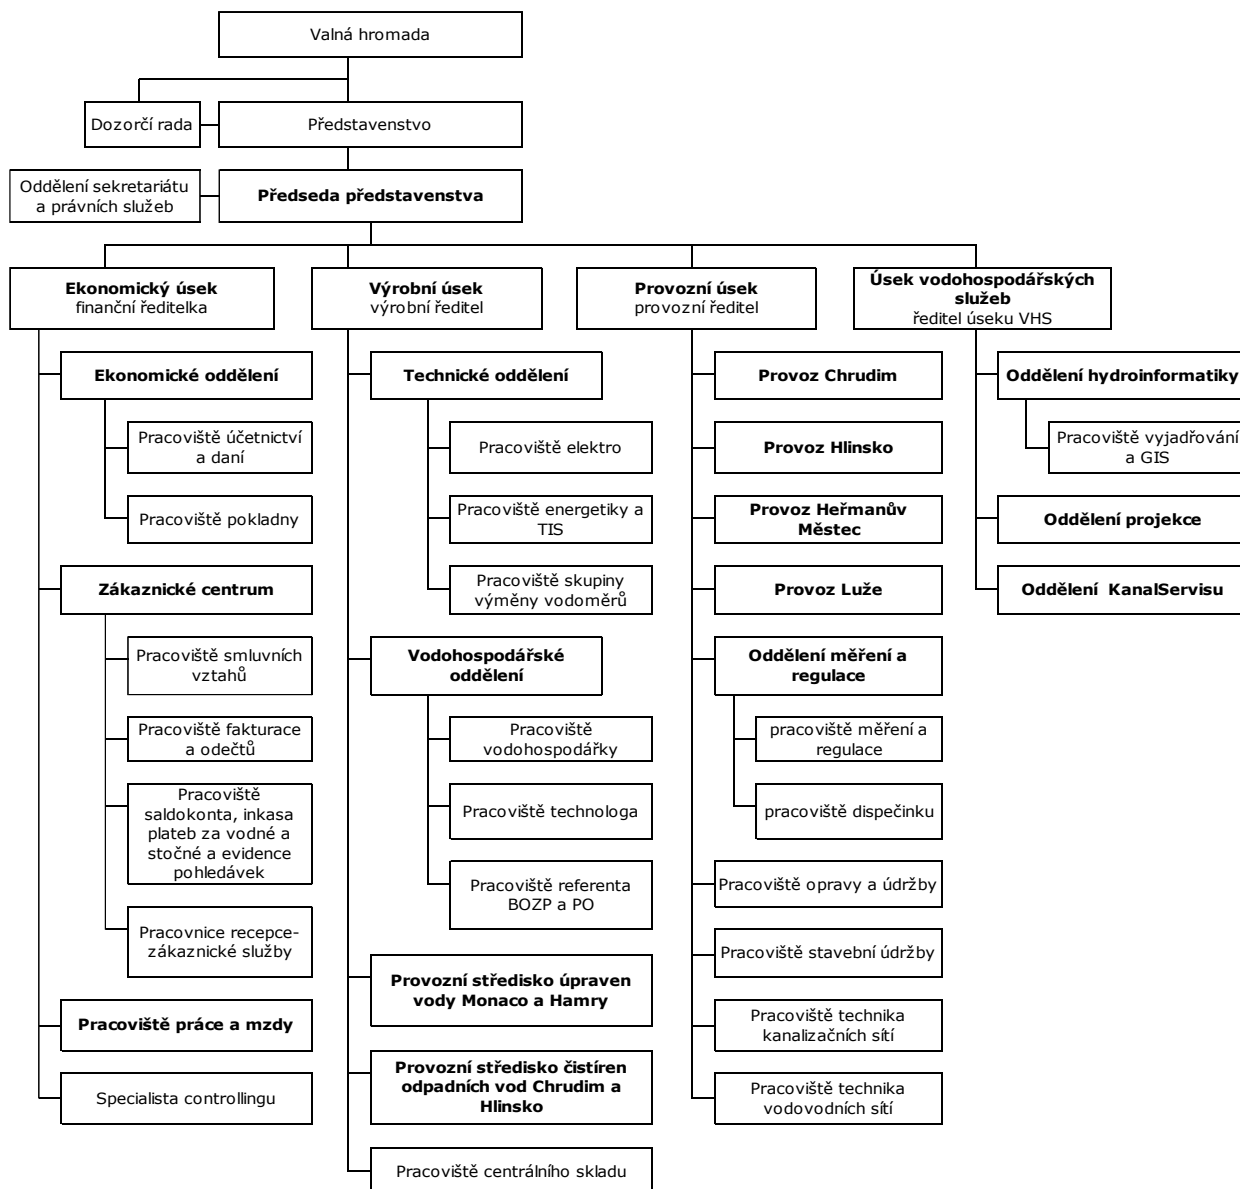 Valná hromada
Dozorčí rada
Představenstvo
Oddělení sekretariátu
a právních služeb
Předseda představenstva
Ekonomický úsek
finanční ředitelka
Výrobní úsek
výrobní ředitel
Provozní úsek
provozní ředitel
Úsek vodohospodářských
služeb
ředitel úseku VHS
Ekonomické oddělení
Pracoviště účetnictví
a daní
Pracoviště pokladny
Zákaznické centrum
Pracoviště smluvních
vztahů
Pracoviště fakturace
a odečtů
Pracoviště
saldokonta, inkasa
plateb za vodné a
stočné a evidence
pohledávek
Pracovnice recepce-
zákaznické služby
Pracoviště práce a mzdy
Specialista controllingu
Technické oddělení
Pracoviště elektro
Pracoviště energetiky a
TIS
Pracoviště skupiny
výměny vodoměrů
Vodohospodářské
oddělení
Pracoviště
vodohospodářky
Pracoviště technologa
Pracoviště referenta
BOZP a PO
Provozní středisko úpraven
vody Monaco a Hamry
Provozní středisko čistíren
odpadních vod Chrudim a
Hlinsko
Pracoviště centrálního skladu
Provoz Chrudim
Provoz Hlinsko
Provoz Heřmanův
Městec
Provoz Luže
Oddělení měření a
regulace
pracoviště měření a
regulace
pracoviště dispečinku
Pracoviště opravy a údržby
Pracoviště stavební údržby
Pracoviště technika
kanalizačních sítí
Pracoviště technika
vodovodních sítí
Oddělení hydroinformatiky
Pracoviště vyjadřování
a GIS
Oddělení projekce
Oddělení  KanalServisu